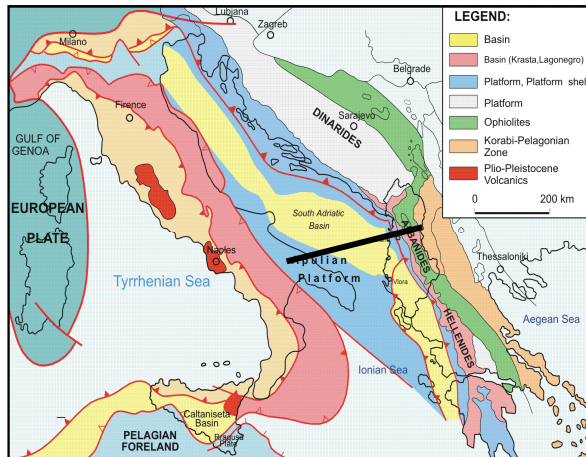 Lubiana
Zagreb
Milano
Belgrade
Firence
Sarajevo
DINARIDES
GULF OF
GENOA
EUROPEAN
PLATE
South Adriatic
Basin
ALBANIDES
Naples
Platform
Vlora
Thessaloniki
Tyrrhenian Sea
HELLENIDES
Aegean Sea
Ionian Sea
Caltaniseta
Basin
PELAGIAN
FORELAND
Plate
LEGEND:
Basin
Basin (Krasta,Lagonegro)
Platform, Platform shel
Platform
Ophiolites
Korabi-Pelagonian
Zone
Plio-Pleistocene
Volcanics
0 200 km